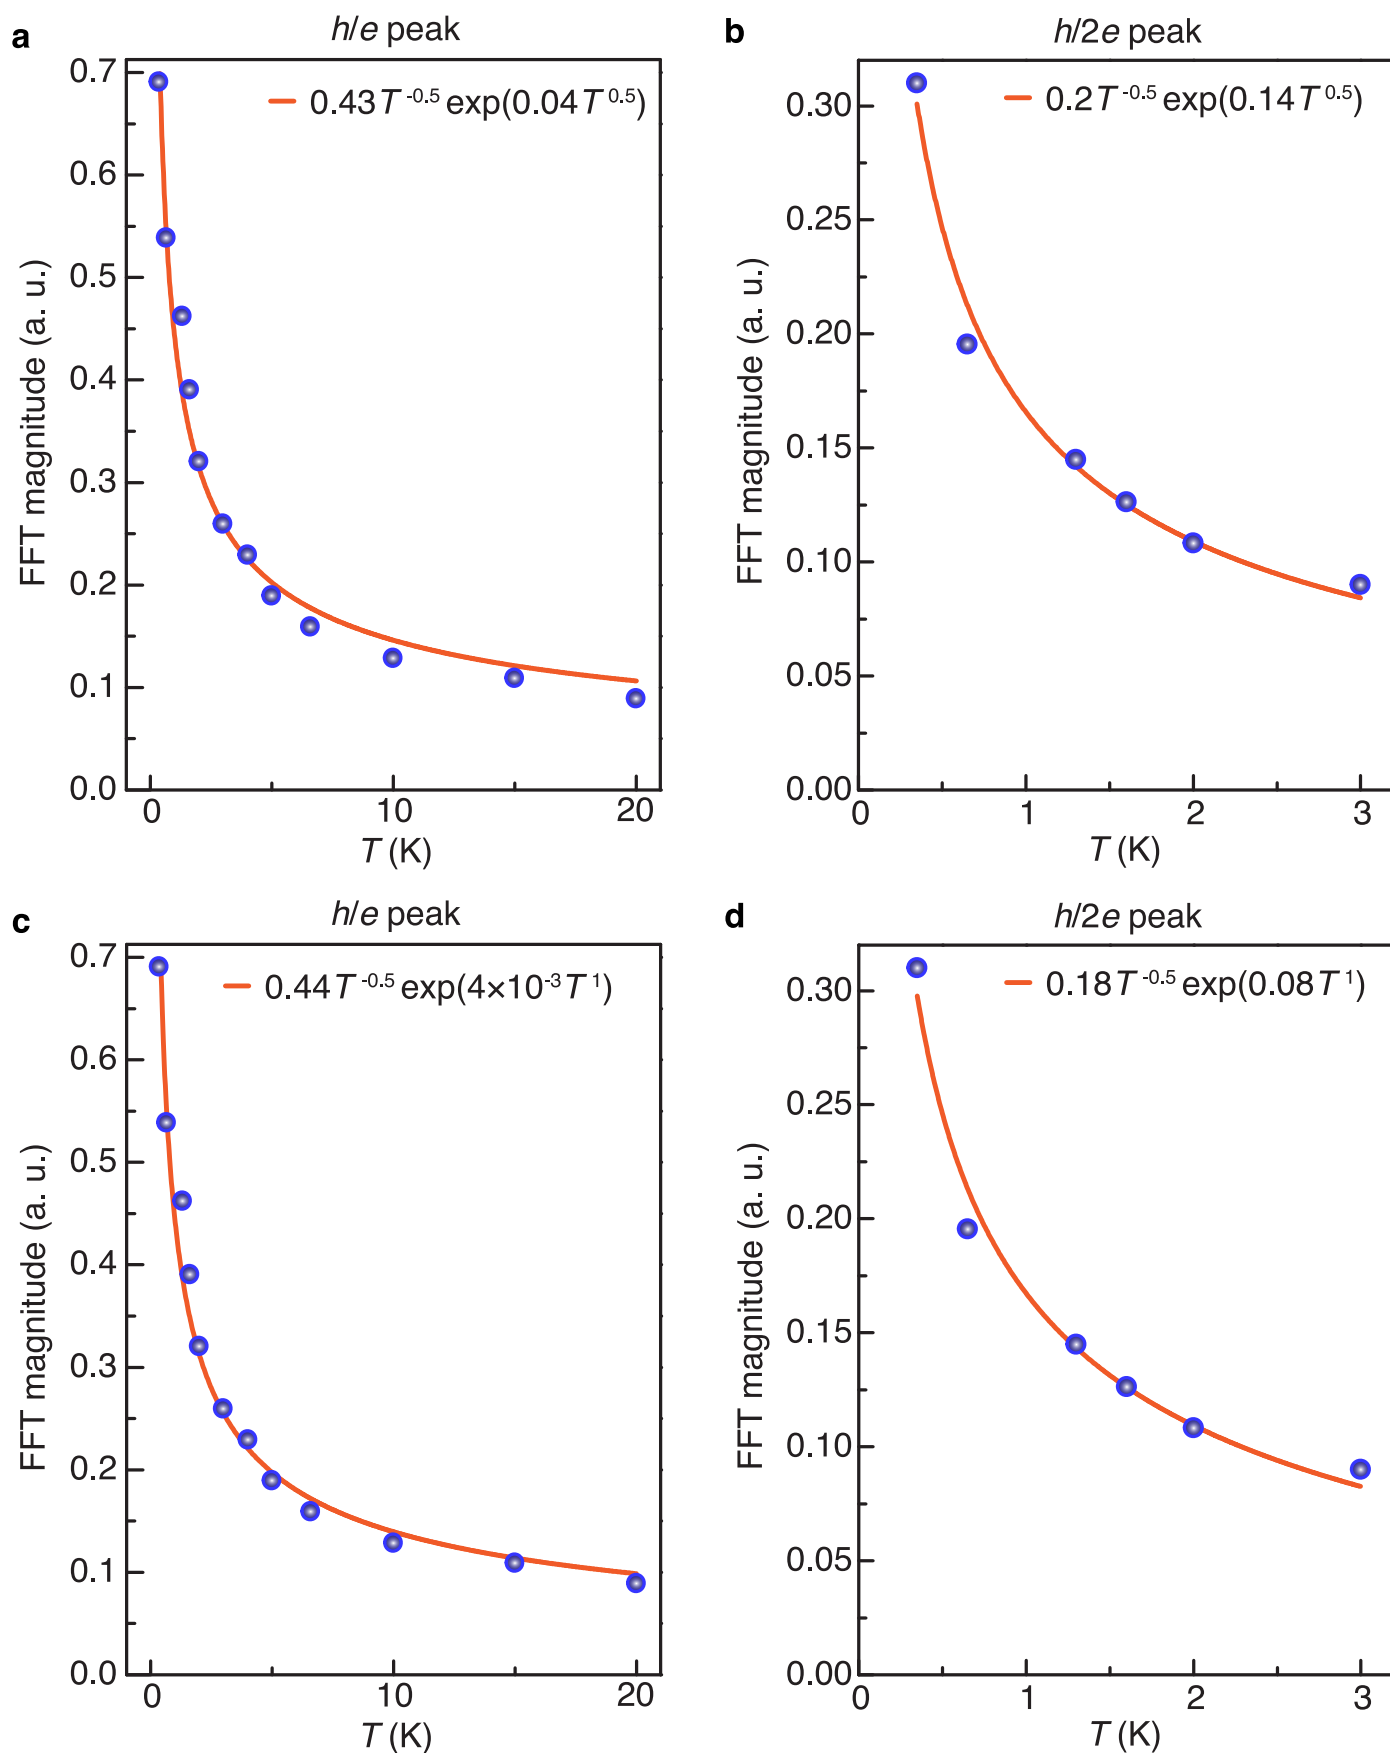 a
h/e peak
0.43T^-0.5 exp(0.04T^0.5)
0.7
0.6
0.5
0.4
0.3
0.2
0.1
0.0
FFT magnitude (a. u.)
0
10
20
T (K)
b
h/2e peak
0.2T^-0.5 exp(0.14T^0.5)
0.30
0.25
0.20
0.15
0.10
0.05
0.00
FFT magnitude (a. u.)
0
1
2
3
T (K)
c
h/e peak
0.44T^-0.5 exp(4×10^-3T^1)
0.7
0.6
0.5
0.4
0.3
0.2
0.1
0.0
FFT magnitude (a. u.)
0
10
20
T (K)
d
h/2e peak
0.18T^-0.5 exp(0.08T^1)
0.30
0.25
0.20
0.15
0.10
0.05
0.00
FFT magnitude (a. u.)
0
1
2
3
T (K)